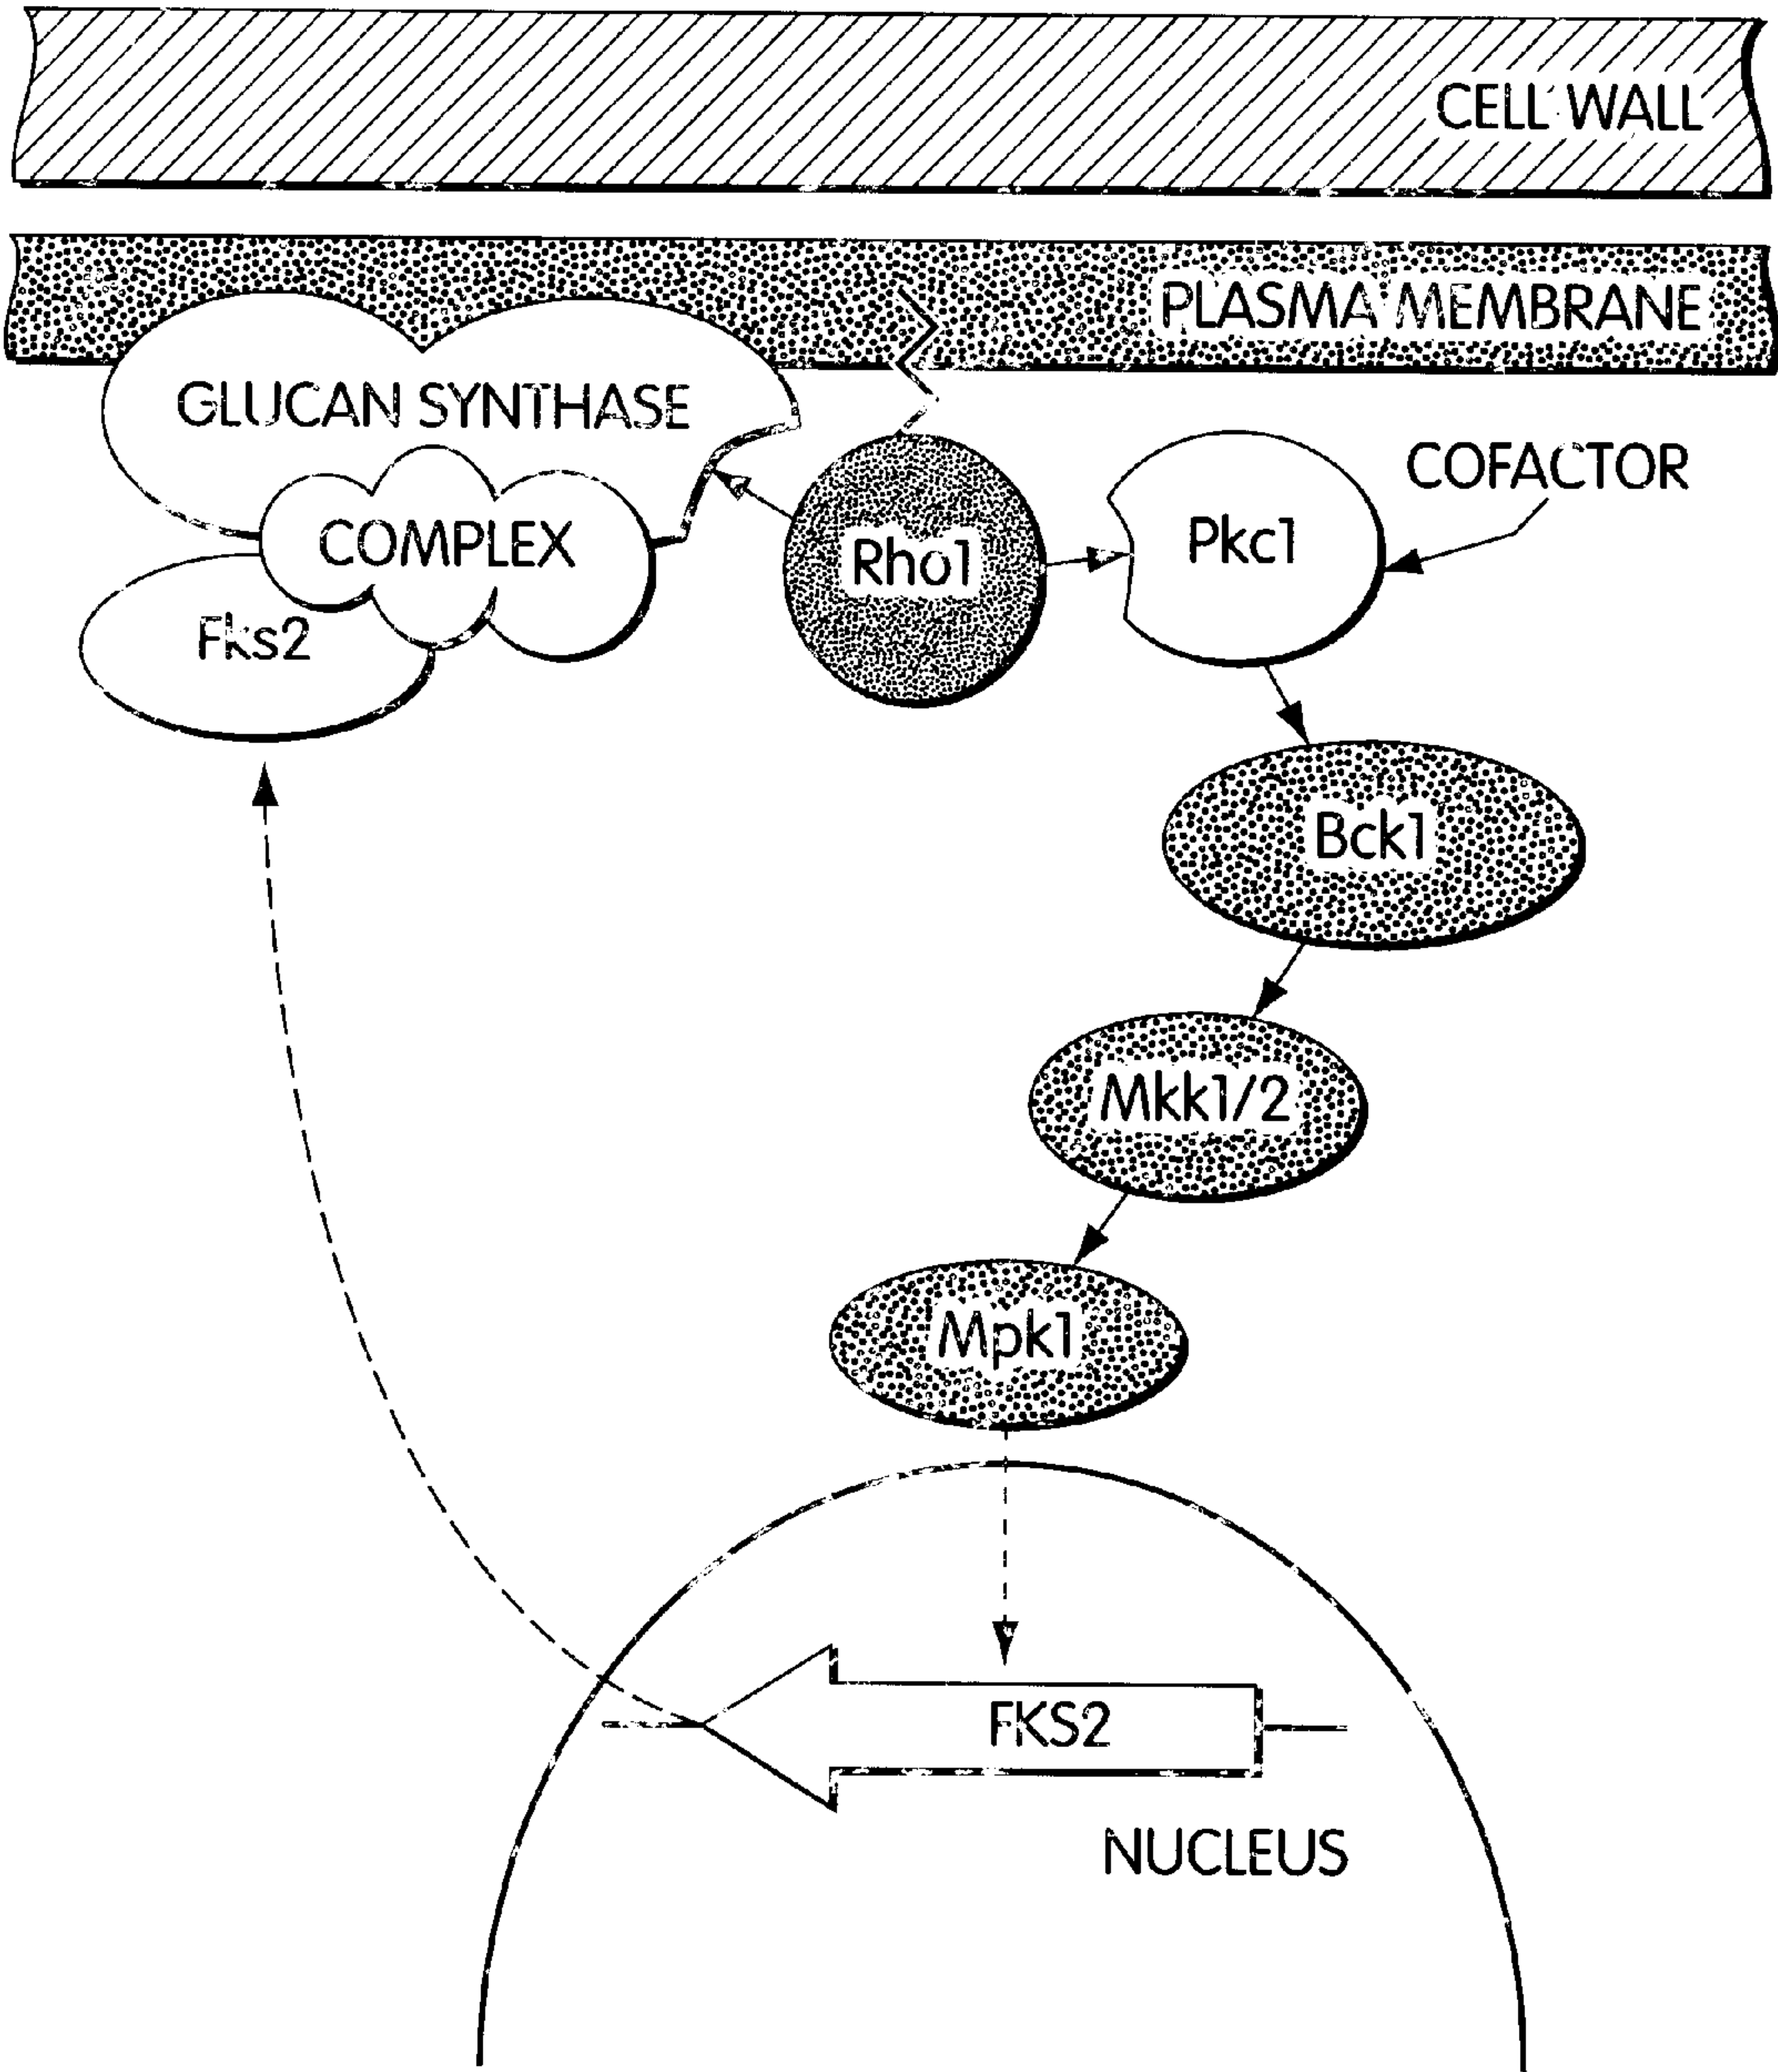 CELL WALL
PLASMA MEMBRANE
GLUCAN SYNTHASE
COMPLEX
Fks2
Rho1
Pkc1
COFACTOR
Bck1
Mkk1/2
Mpk1
FKS2
NUCLEUS